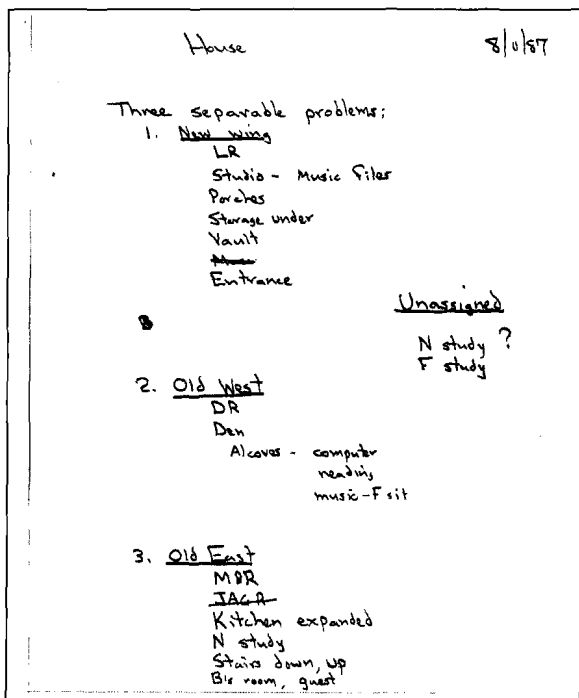 House 8/11/87
Three separable problems:
1. New wing
LR
Studio - Music Files
Porches
Storage under
Vault
Entrance
Unassigned
N study ?
F study
2. Old West
DR
Den
Alcoves - computer
reading
music - F sit
3. Old East
MBR
JACR
Kitchen expanded
N study
Stairs down, up
B's room, guest